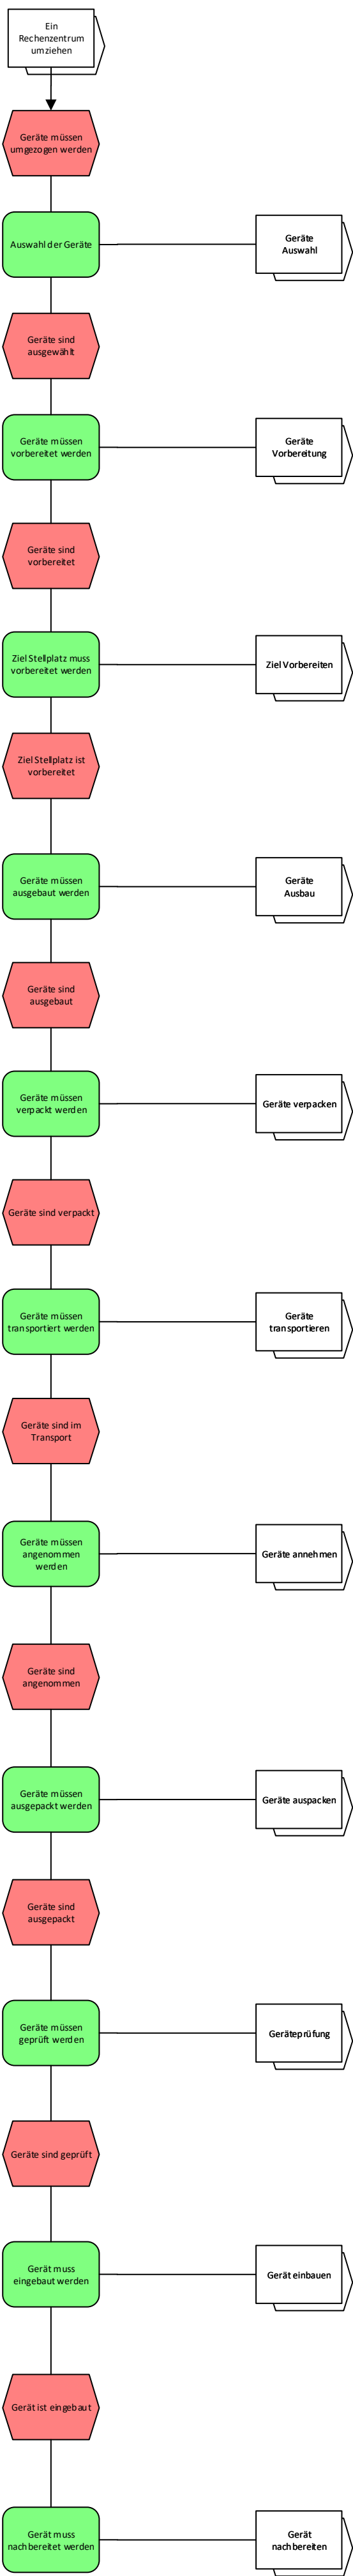 Ein
Rechenzentrum
umziehen
Geräte müssen
umgezogen werden
Auswahl der Geräte
Geräte
Auswahl
Geräte sind
ausgewählt
Geräte müssen
vorbereitet werden
Geräte
Vorbereitung
Geräte sind
vorbereitet
Ziel Stellplatz muss
vorbereitet werden
Ziel Vorbereiten
Ziel Stellplatz ist
vorbereitet
Geräte müssen
ausgebaut werden
Geräte
Ausbau
Geräte sind
ausgebaut
Geräte müssen
verpackt werden
Geräte verpacken
Geräte sind verpackt
Geräte müssen
transportiert werden
Geräte
transportieren
Geräte sind im
Transport
Geräte müssen
angenommen
werden
Geräte annehmen
Geräte sind
angenommen
Geräte müssen
ausgepackt werden
Geräte auspacken
Geräte sind
ausgepackt
Geräte müssen
geprüft werden
Geräteprüfung
Geräte sind geprüft
Gerät muss
eingebaut werden
Gerät einbauen
Gerät ist eingebaut
Gerät muss
nachbereitet werden
Gerät
nachbereiten